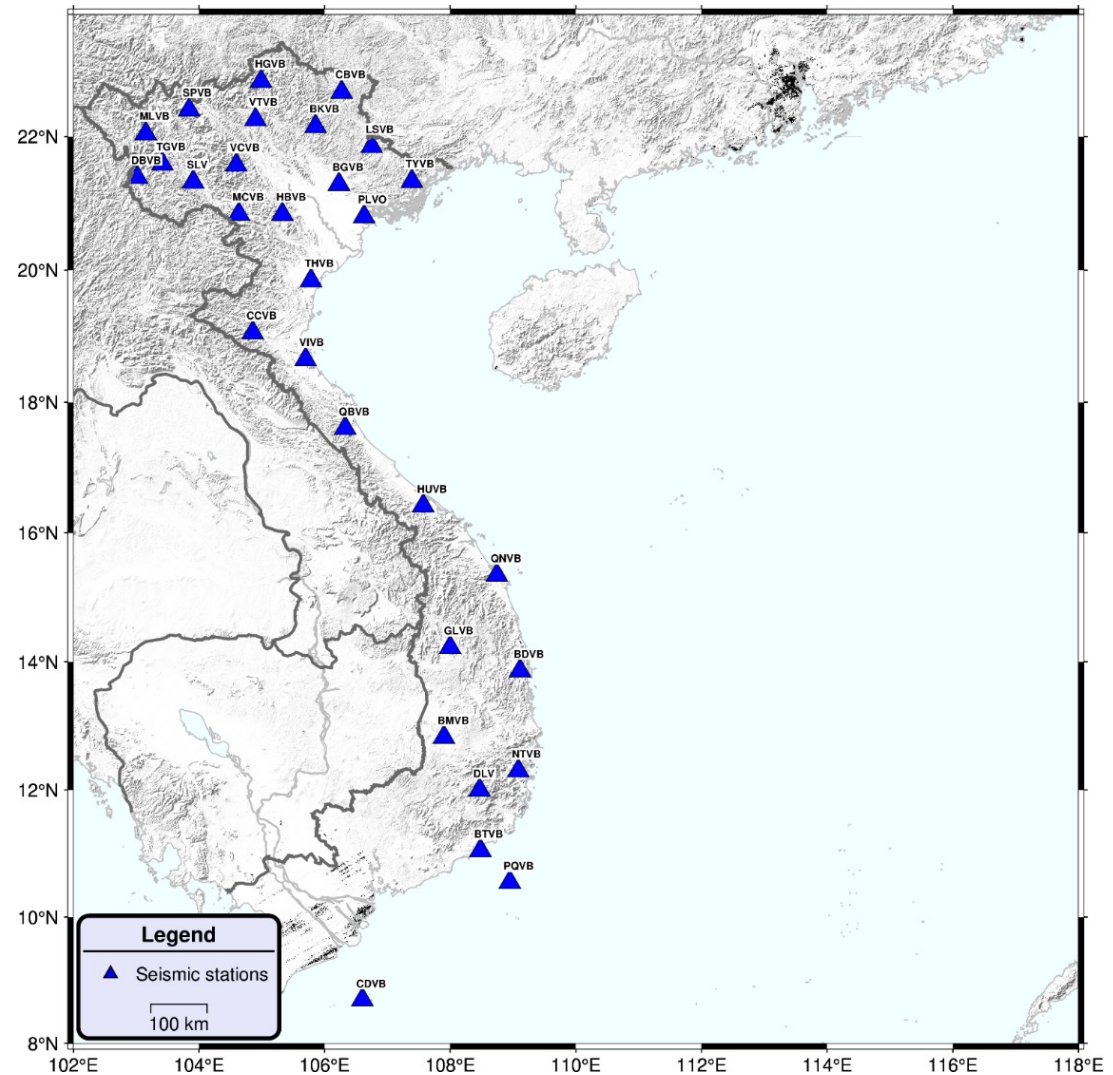 HGVB
CBVB
SPVB
VTVB
BKVB
MLVB
LSVB
TGVB
DBVB
SLV
VCVB
BGVB
TYVB
MCVB
HBVB
PLVO
THVB
CCVB
VIVB
QBVB
HUVB
QNVB
GLVB
BDVB
BMVB
NTVB
DLV
BTVB
PQVB
CDVB
22°N
20°N
18°N
16°N
14°N
12°N
10°N
8°N
Legend
Seismic stations
100 km
102°E
104°E
106°E
108°E
110°E
112°E
114°E
116°E
118°E